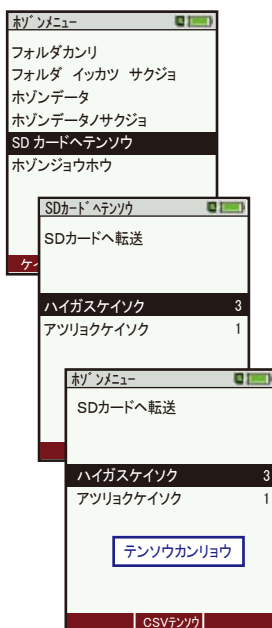 ﾎｿﾞﾝﾒﾆｭｰ
フォルダカンリ
フォルダ イッカツ サクジョ
ホゾンデータ
ホゾンデータノサクジョ
SD カードヘテンソウ
ホゾンジョウホウ
SDｶｰﾄﾞﾍﾃﾝｿｳ
SDカードへ転送
ハイガスケイソク 3
アツリョクケイソク 1
ﾎｿﾞﾝﾒﾆｭｰ
SDカードへ転送
ハイガスケイソク 3
アツリョクケイソク 1
テンソウカンリョウ
CSVﾃﾝｿｳ